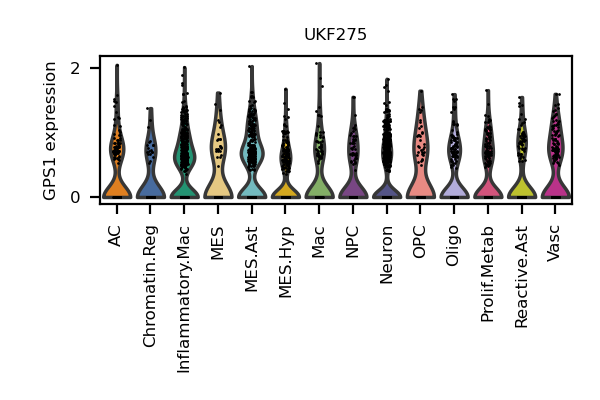 UKF275
GPS1 expression
2
0
AC
Chromatin.Reg
Inflammatory.Mac
MES
MES.Ast
MES.Hyp
Mac
NPC
Neuron
OPC
Oligo
Prolif.Metab
Reactive.Ast
Vasc